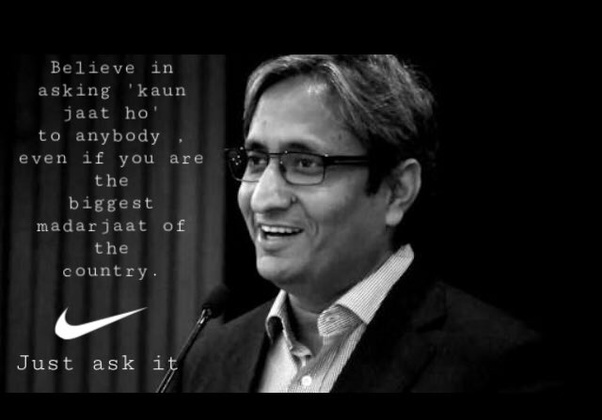 Believe in
asking 'kaun
jaat ho'
to anybody ,
even if you are
the
biggest
madarjaat of
the
country.
Just ask it